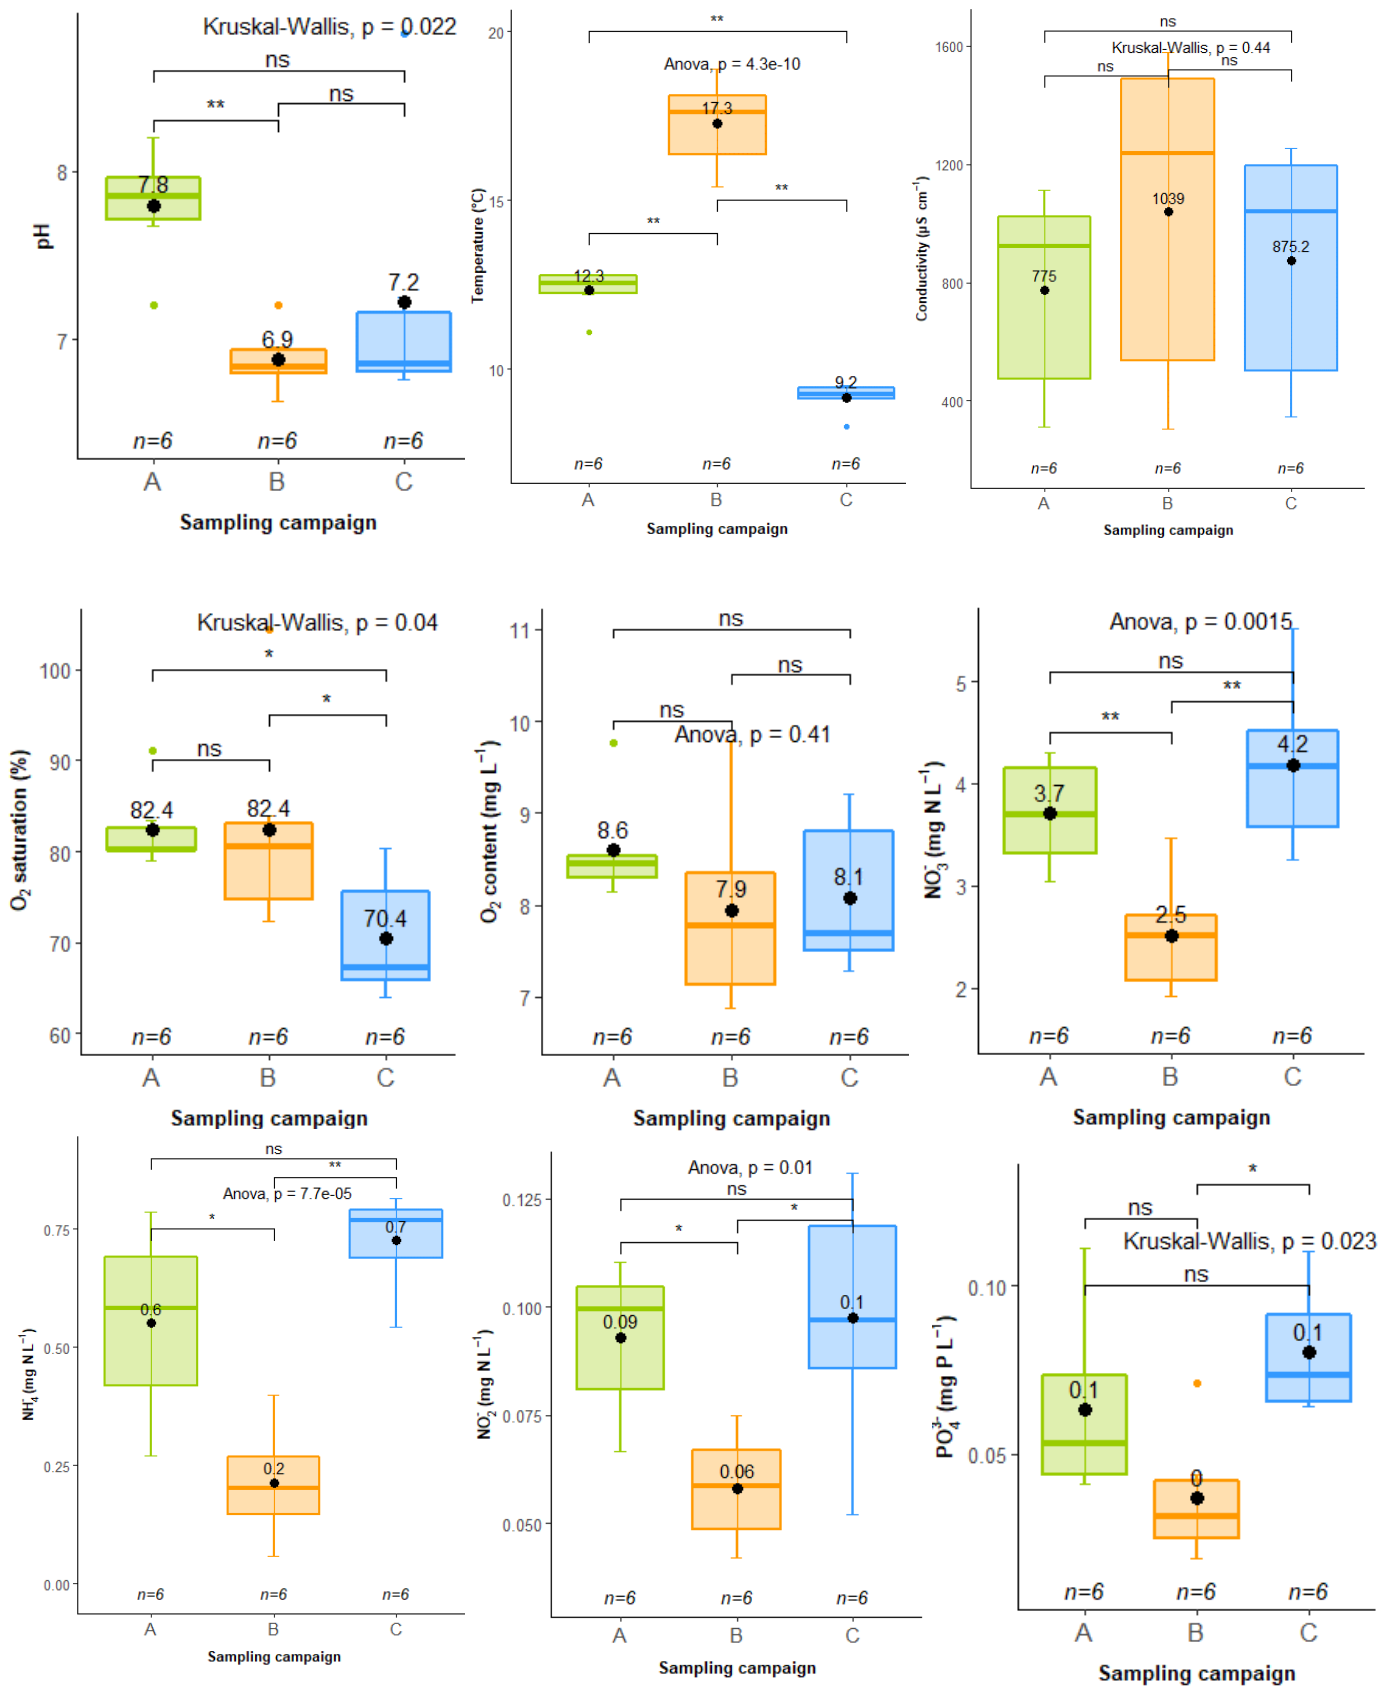 Kruskal-Wallis, p = 0.022
ns
**
ns
8
7
pH
7.8
6.9
7.2
n=6 n=6 n=6
A B C
Sampling campaign
**
Anova, p = 4.3e-10
**
**
20
15
10
Temperature (°C)
12.3
17.3
9.2
n=6 n=6 n=6
A B C
Sampling campaign
ns
Kruskal-Wallis, p = 0.44
ns
ns
1600
1200
800
400
Conductivity (µS cm⁻¹)
775
1039
875.2
n=6 n=6 n=6
A B C
Sampling campaign
Kruskal-Wallis, p = 0.04
*
*
ns
100
90
80
70
60
O₂ saturation (%)
82.4
82.4
70.4
n=6 n=6 n=6
A B C
Sampling campaign
ns
ns
ns
Anova, p = 0.41
11
10
9
8
7
O₂ content (mg L⁻¹)
8.6
7.9
8.1
n=6 n=6 n=6
A B C
Sampling campaign
Anova, p = 0.0015
ns
**
**
5
4
3
2
NO₃⁻ (mg N L⁻¹)
3.7
2.5
4.2
n=6 n=6 n=6
A B C
Sampling campaign
ns
**
Anova, p = 7.7e-05
*
0.75
0.50
0.25
0.00
NH₄⁻ (mg N L⁻¹)
0.6
0.2
0.7
n=6 n=6 n=6
A B C
Sampling campaign
Anova, p = 0.01
ns
*
*
0.125
0.100
0.075
0.050
NO₂⁻ (mg N L⁻¹)
0.09
0.06
0.1
n=6 n=6 n=6
A B C
Sampling campaign
*
ns
Kruskal-Wallis, p = 0.023
ns
0.10
0.05
PO₄³⁻ (mg P L⁻¹)
0.1
0
0.1
n=6 n=6 n=6
A B C
Sampling campaign